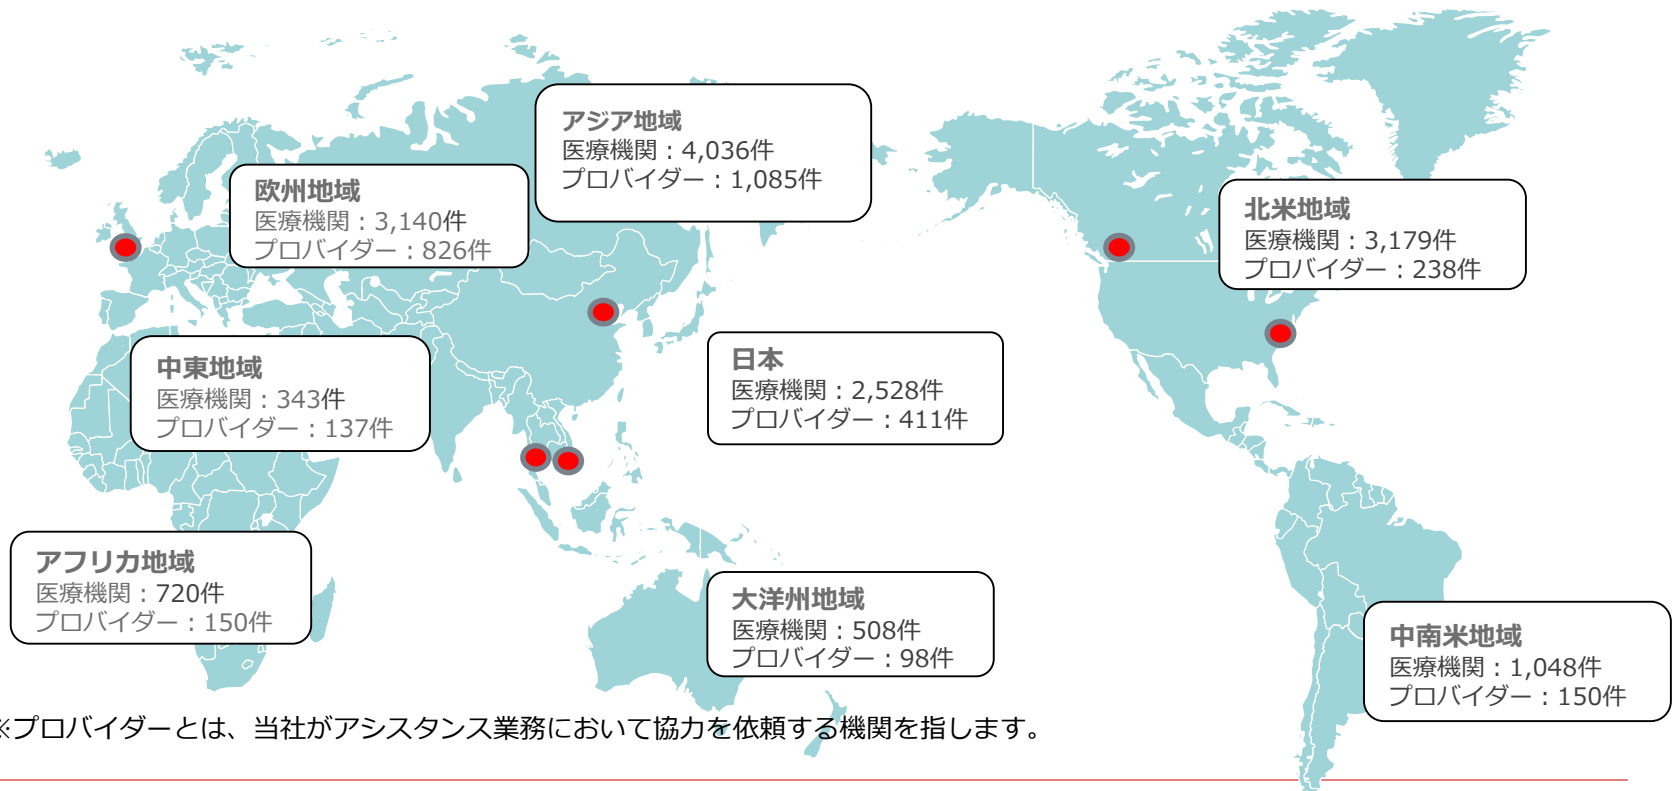 アジア地域
医療機関：4,036件
プロバイダー：1,085件
欧州地域
医療機関：3,140件
プロバイダー：826件
北米地域
医療機関：3,179件
プロバイダー：238件
中東地域
医療機関：343件
プロバイダー：137件
日本
医療機関：2,528件
プロバイダー：411件
アフリカ地域
医療機関：720件
プロバイダー：150件
大洋州地域
医療機関：508件
プロバイダー：98件
中南米地域
医療機関：1,048件
プロバイダー：150件
※プロバイダーとは、当社がアシスタンス業務において協力を依頼する機関を指します。